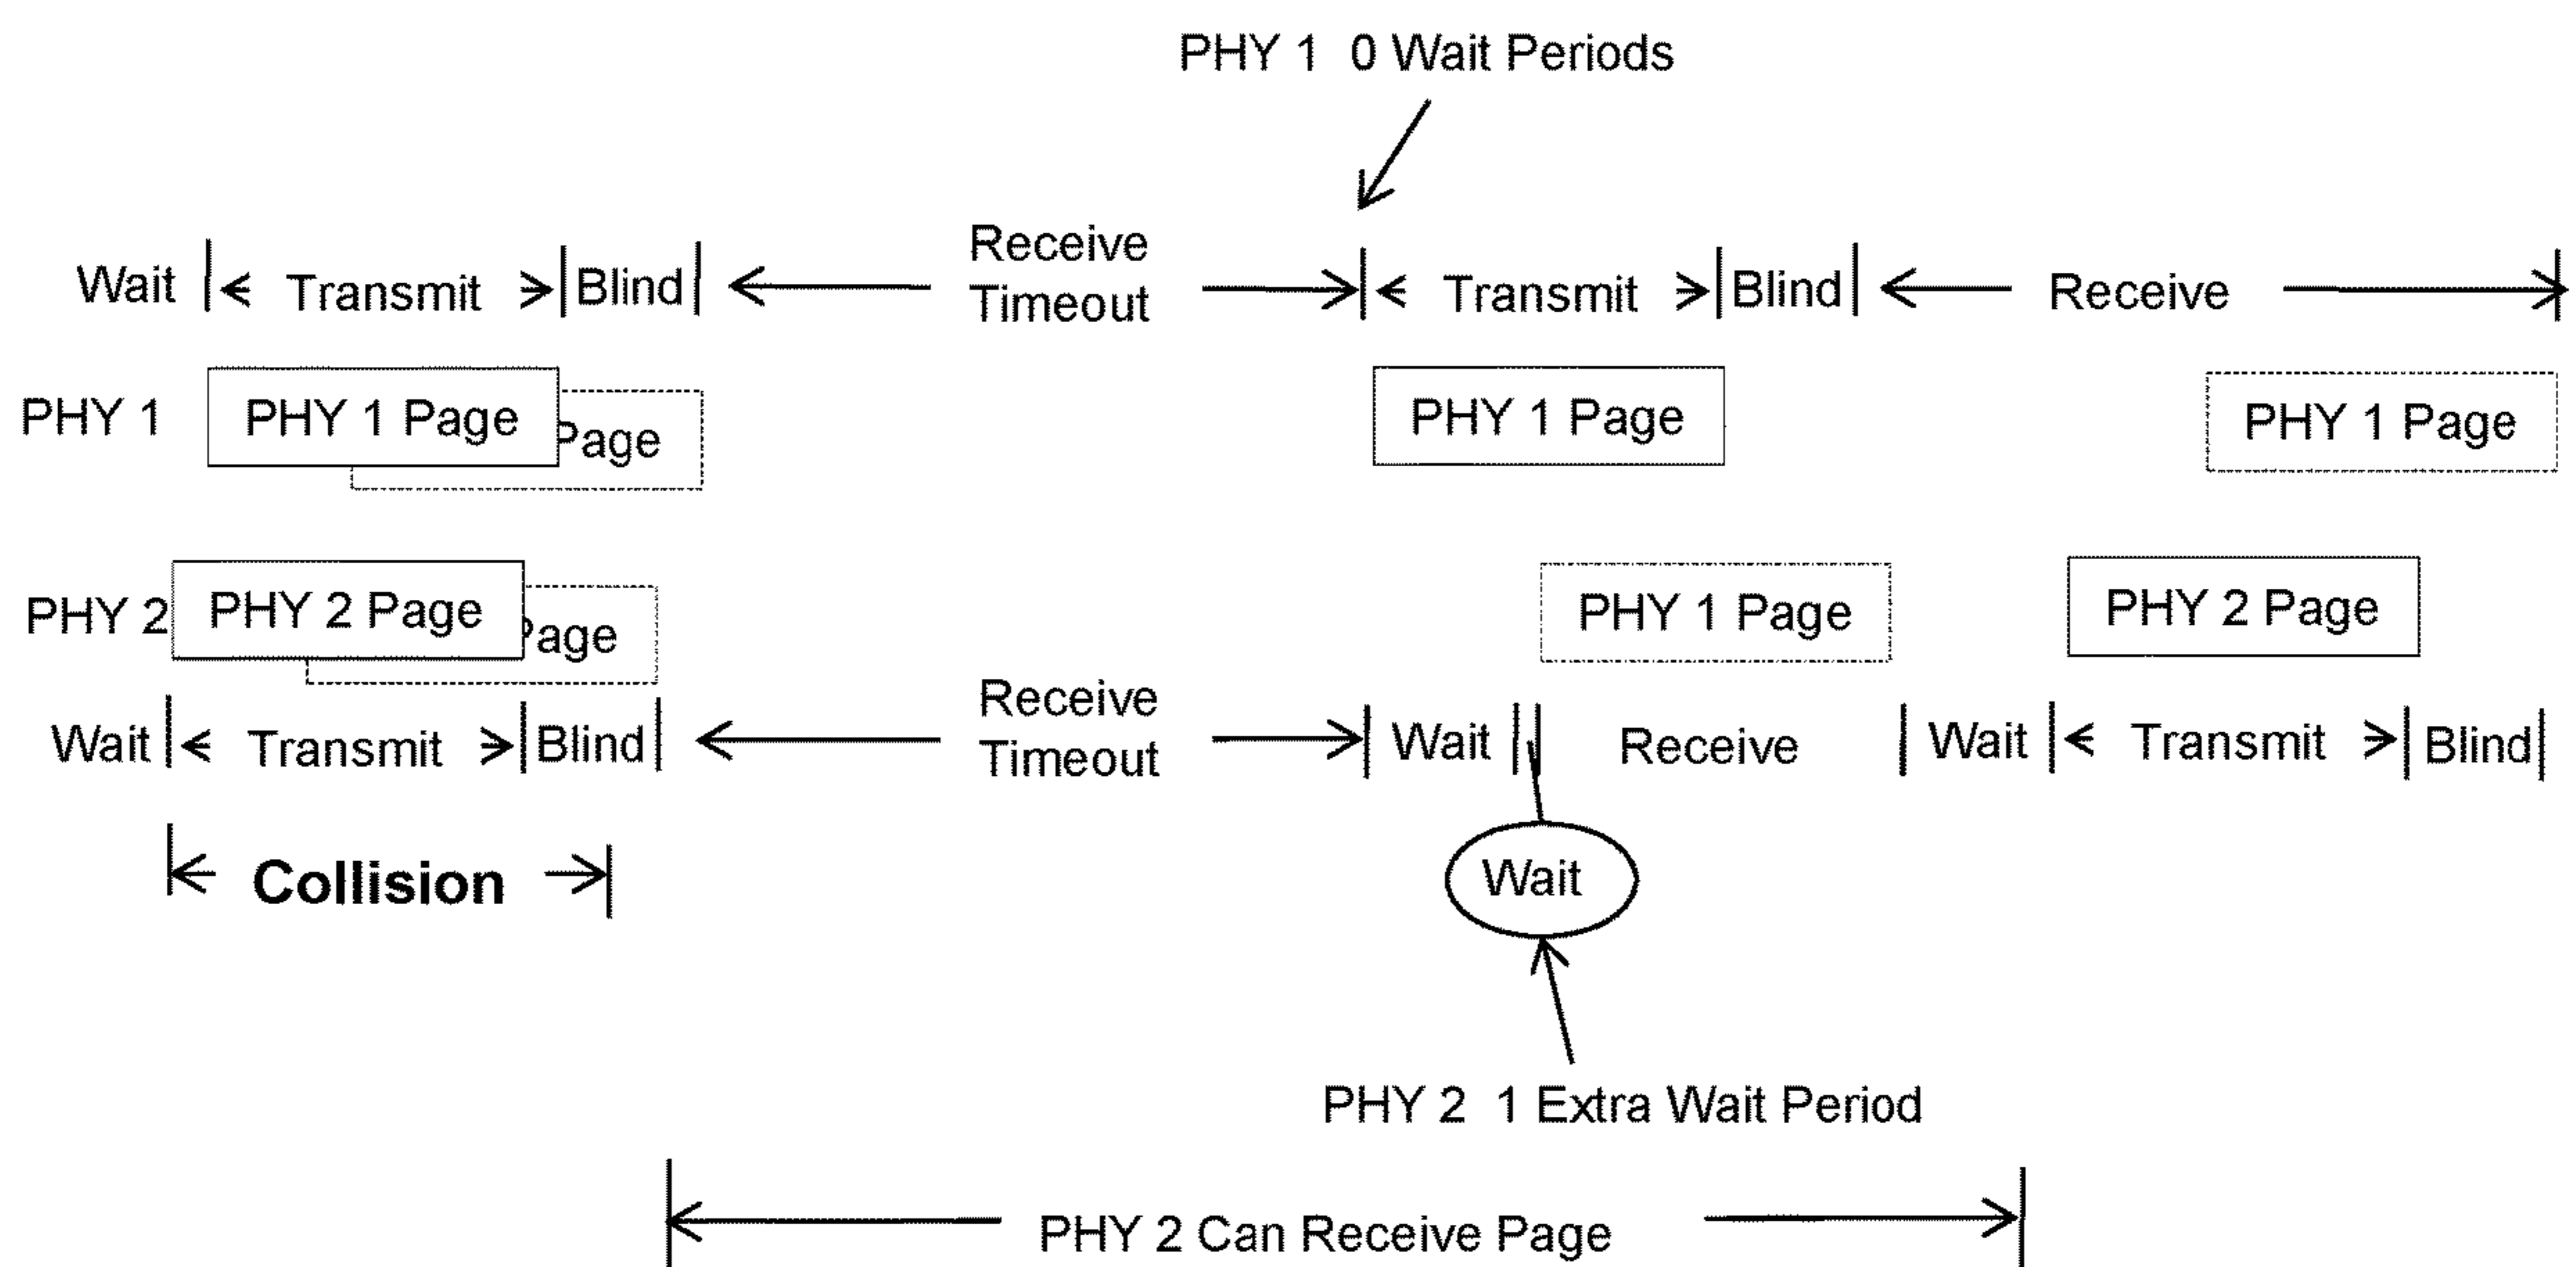 PHY 1 0 Wait Periods
Wait Transmit Blind Receive Timeout Transmit Blind Receive
PHY 1 PHY 1 Page Page PHY 1 Page PHY 1 Page
PHY 2 PHY 2 Page Page PHY 1 Page PHY 2 Page
Wait Transmit Blind Receive Timeout Wait Receive Wait Transmit Blind
Collision
Wait
PHY 2 1 Extra Wait Period
PHY 2 Can Receive Page